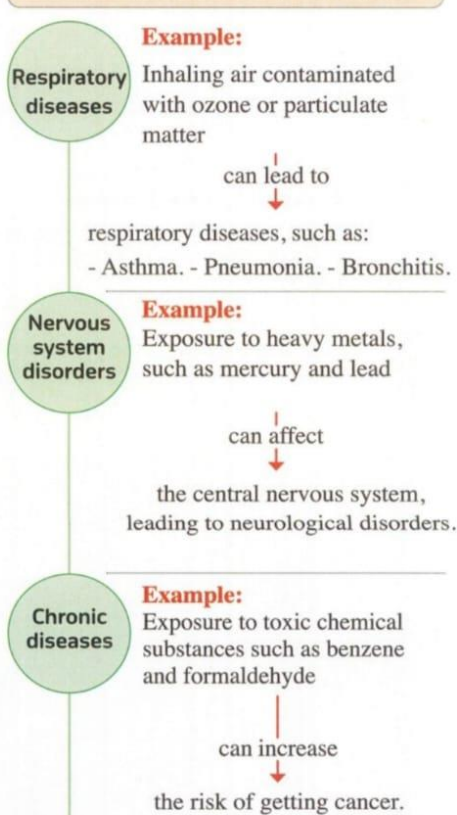 Respiratory
diseases
Example:
Inhaling air contaminated
with ozone or particulate
matter
can lead to
respiratory diseases, such as:
- Asthma. - Pneumonia. - Bronchitis.
Nervous
system
disorders
Example:
Exposure to heavy metals,
such as mercury and lead
can affect
the central nervous system,
leading to neurological disorders.
Chronic
diseases
Example:
Exposure to toxic chemical
substances such as benzene
and formaldehyde
can increase
the risk of getting cancer.